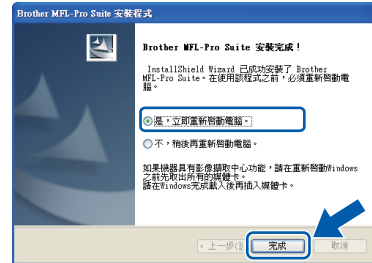 Brother MFL-Pro Suite 安裝程式
Brother MFL-Pro Suite 安裝完成！
InstallShield Wizard 已成功安裝了 Brother
MFL-Pro Suite。在使用該程式之前，必須重新啟動電
腦。
是，立即重新啟動電腦。
不，稍後再重新啟動電腦。
如果機器具有影像擷取中心功能，請在重新啟動Windows
之前先取出所有的媒體卡。
請在Windows完成載入後再插入媒體卡。
< 上一步(B
完成
取消